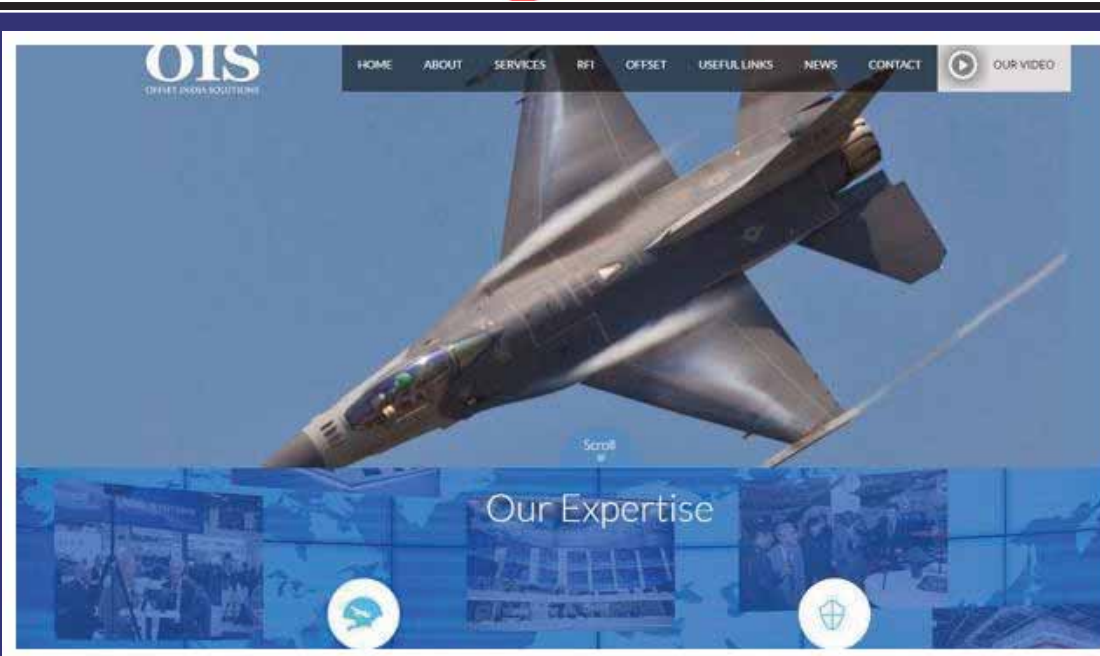 OIS
OFFSET INDIA SOLUTIONS
HOME ABOUT SERVICES RFI OFFSET USEFUL LINKS NEWS CONTACT OUR VIDEO
Scroll
Our Expertise